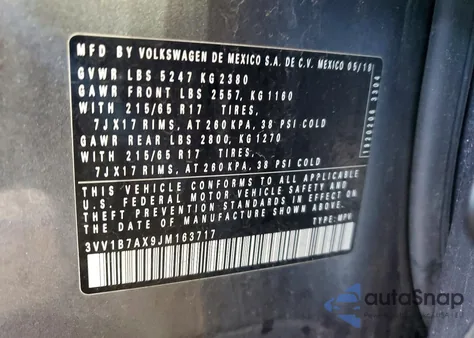 MFD BY VOLKSWAGEN DE MEXICO S.A. DE C.V. MEXICO 05/18
GVWR LBS 5247 KG 2380
GAWR FRONT LBS 2557, KG 1160
WITH 215/65 R17 TIRES,
7JX17 RIMS, AT 260 KPA, 38 PSI COLD
GAWR REAR LBS 2800, KG 1270
WITH 215/65 R17 TIRES,
7JX17 RIMS, AT 260 KPA, 38 PSI COLD
THIS VEHICLE CONFORMS TO ALL APPLICABLE
U.S. FEDERAL MOTOR VEHICLE SAFETY AND
THEFT PREVENTION STANDARDS IN EFFECT ON
THE DATE OF MANUFACTURE SHOWN ABOVE.
3VV1B7AX9JM163717 TYPE: MPV
autoSnap